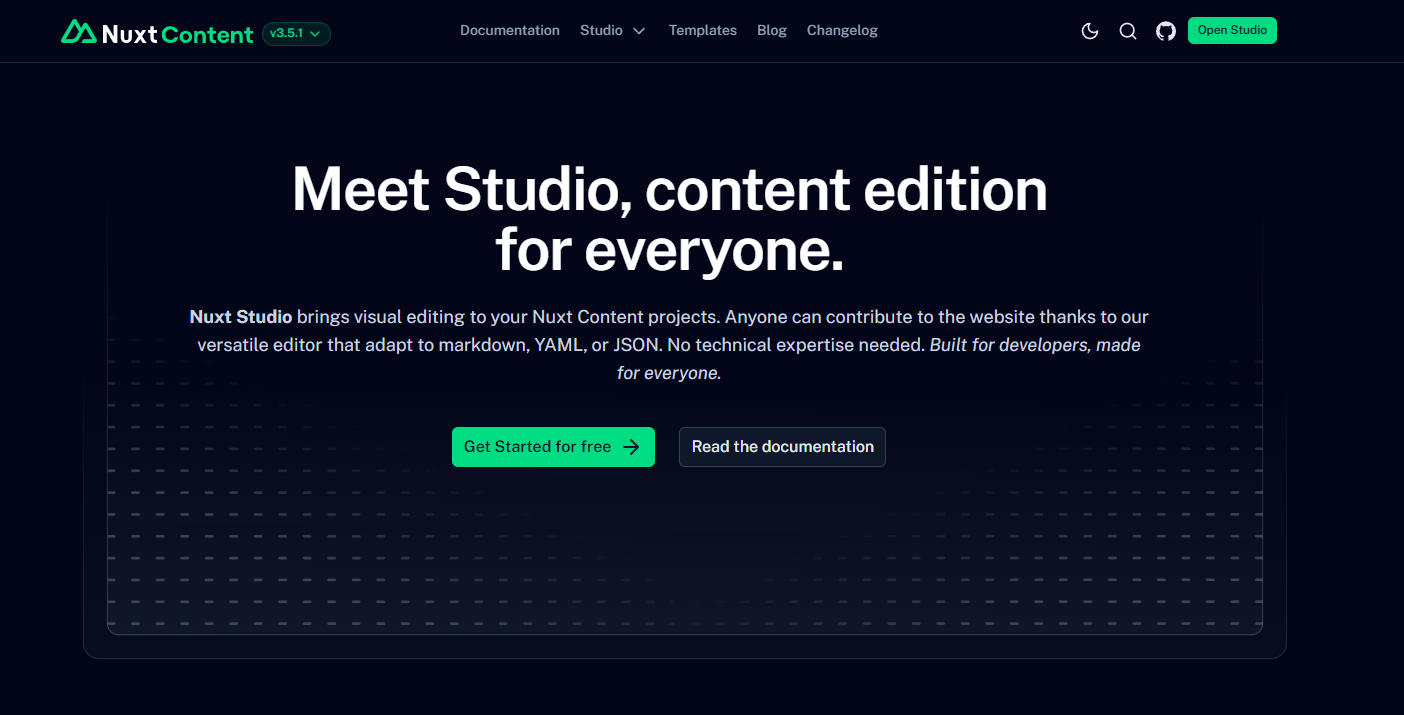 Nuxt Content v3.5.1 Documentation Studio Templates Blog Changelog Open Studio
Meet Studio, content edition
for everyone.
Nuxt Studio brings visual editing to your Nuxt Content projects. Anyone can contribute to the website thanks to our
versatile editor that adapt to markdown, YAML, or JSON. No technical expertise needed. Built for developers, made
for everyone.
Get Started for free Read the documentation